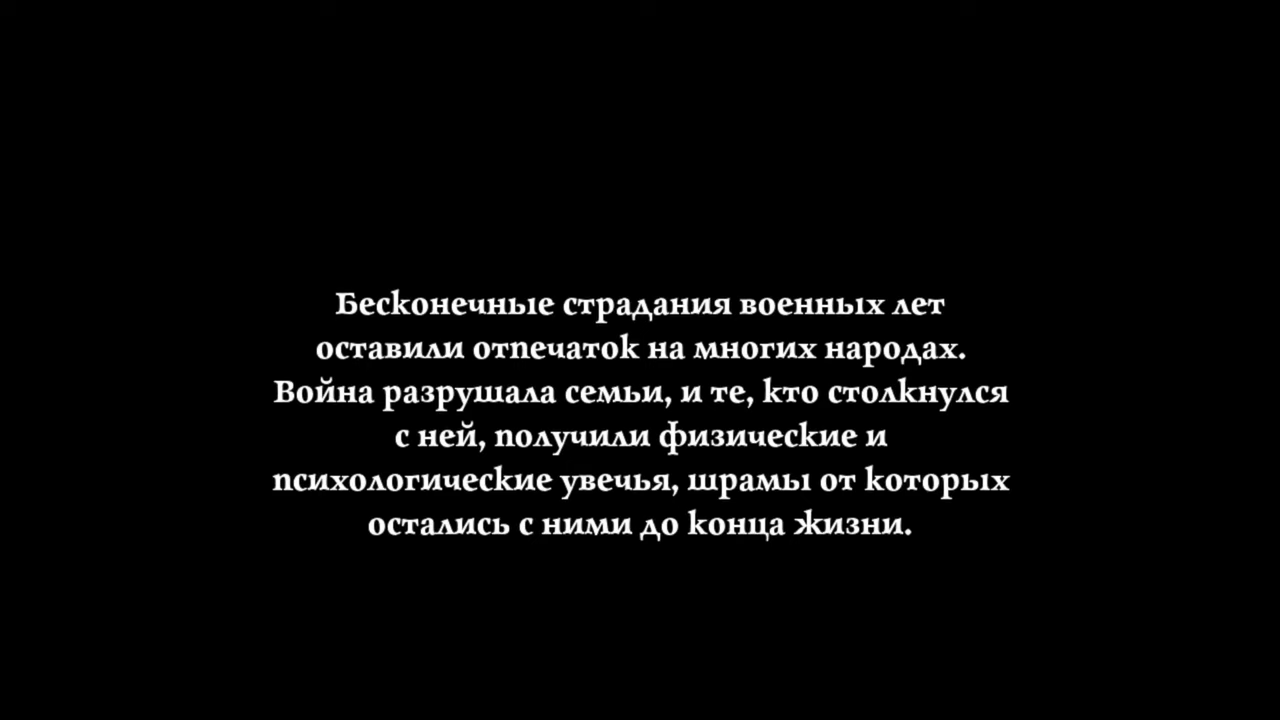 Бесконечные страдания военных лет
оставили отпечаток на многих народах.
Война разрушала семьи, и те, кто столкнулся
с ней, получили физические и
психологические увечья, шрамы от которых
остались с ними до конца жизни.